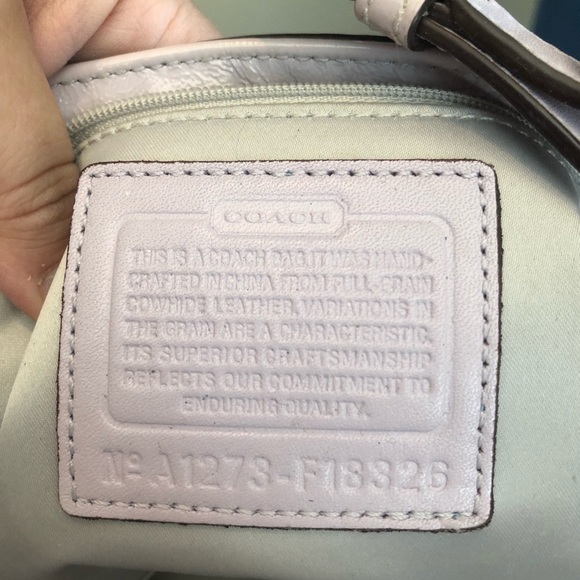 COACH
THIS IS A COACH BAG. IT WAS HAND-
CRAFTED IN CHINA FROM FULL-GRAIN
COWHIDE LEATHER. VARIATIONS IN
THE GRAIN ARE A CHARACTERISTIC.
ITS SUPERIOR CRAFTSMANSHIP
REFLECTS OUR COMMITMENT TO
ENDURING QUALITY.
Nº A1273-F18826